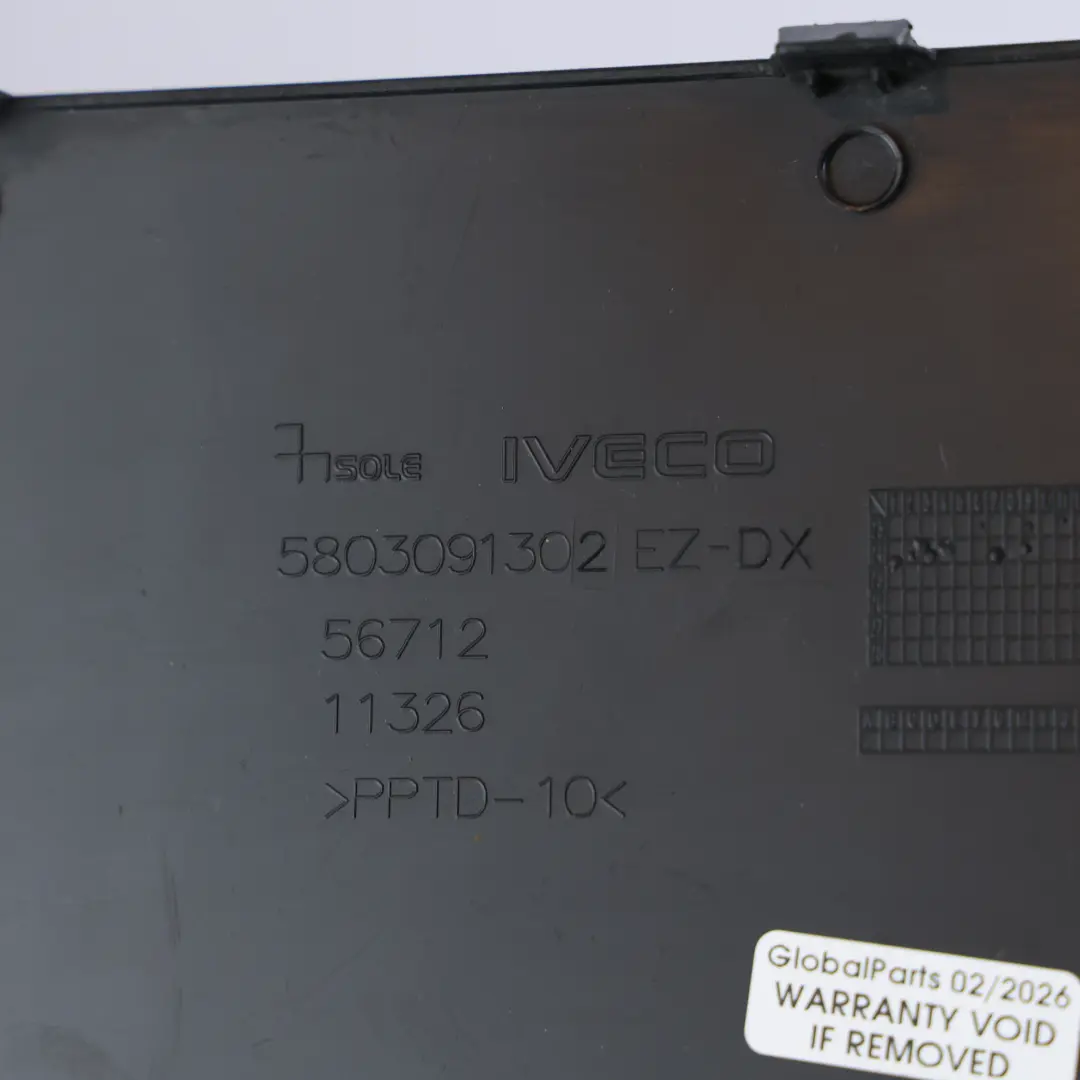 SOLE IVECO
5803091302 EZ-DX
56712
11326
>PPTD-10<
GlobalParts 02/2026
WARRANTY VOID
IF REMOVED